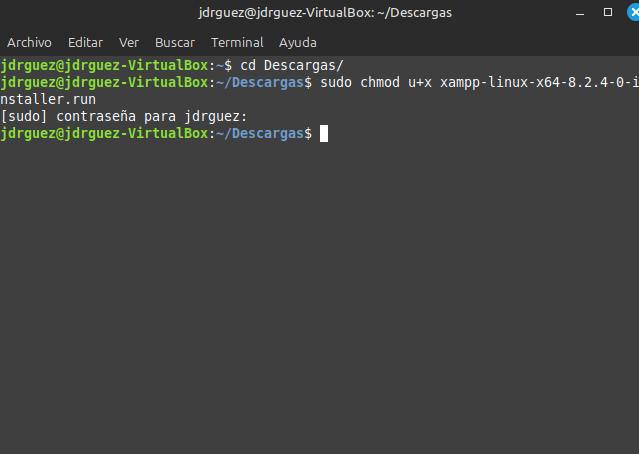 jdrguez@jdrguez-VirtualBox: ~/Descargas
Archivo Editar Ver Buscar Terminal Ayuda
jdrguez@jdrguez-VirtualBox:~$ cd Descargas/
jdrguez@jdrguez-VirtualBox:~/Descargas$ sudo chmod u+x xampp-linux-x64-8.2.4-0-i
nstaller.run
[sudo] contraseña para jdrguez:
jdrguez@jdrguez-VirtualBox:~/Descargas$